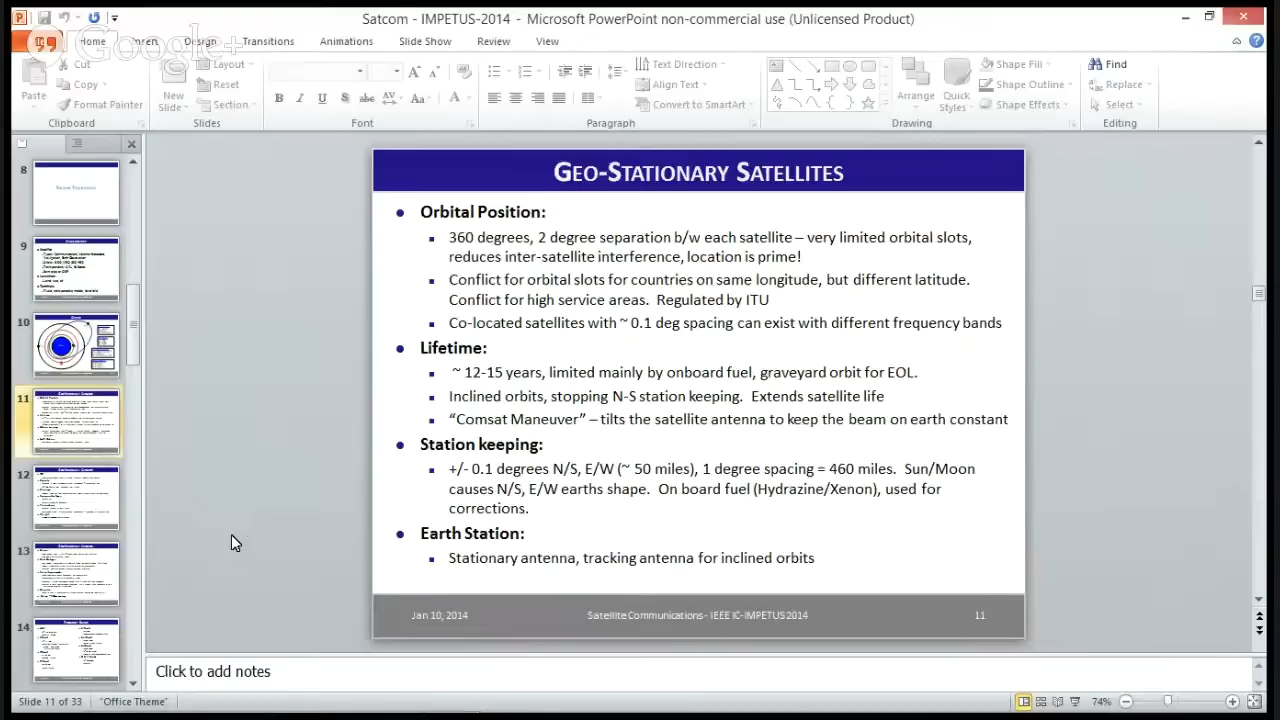 Satcom - IMPETUS-2014 - Microsoft PowerPoint non-commercial use (Unlicensed Product)
Google+
Home Insert Design Transitions Animations Slide Show Review View
Cut
Copy
Format Painter
Paste
Clipboard
New
Slide
Layout
Reset
Section
Slides
B I U S abc AV Aa A
Font
Text Direction
Align Text
Convert to SmartArt
Paragraph
Arrange
Quick
Styles
Shape Fill
Shape Outline
Shape Effects
Drawing
Find
Replace
Select
Editing
8
9
10
11
12
13
14
GEO-STATIONARY SATELLITES
Orbital Position:
360 degrees, 2 degree separation b/w each satellite – very limited orbital slots,
reduces inter-satellite interference, location is prime!
Conflict for orbital slots for countries on same longitude, but different latitude.
Conflict for high service areas. Regulated by ITU
Co-located satellites with ~ 0.1 deg spacing can exist with different frequency bands
Lifetime:
~ 12-15 years, limited mainly by onboard fuel, graveyard orbit for EOL.
Inclined orbits, stopping N-S station keeping. Extends satellite life
“Comsat Maneuver” – tilts the satellite antenna to keep the beam on earth constant
Station keeping:
+/- 0.1 degrees N/S, E/W (~ 50 miles), 1 degree spacing = 460 miles. Sun/Moon
cause N/S, E/W paths shape. On board fuel (Hydrazine/Xenon), used for
corrections.
Earth Station:
Stationary antenna, tracking antenna for inclined orbits
Jan 10, 2014 Satellite Communications - IEEE IC-IMPETUS 2014 11
Click to add notes
Slide 11 of 33 "Office Theme" 74%